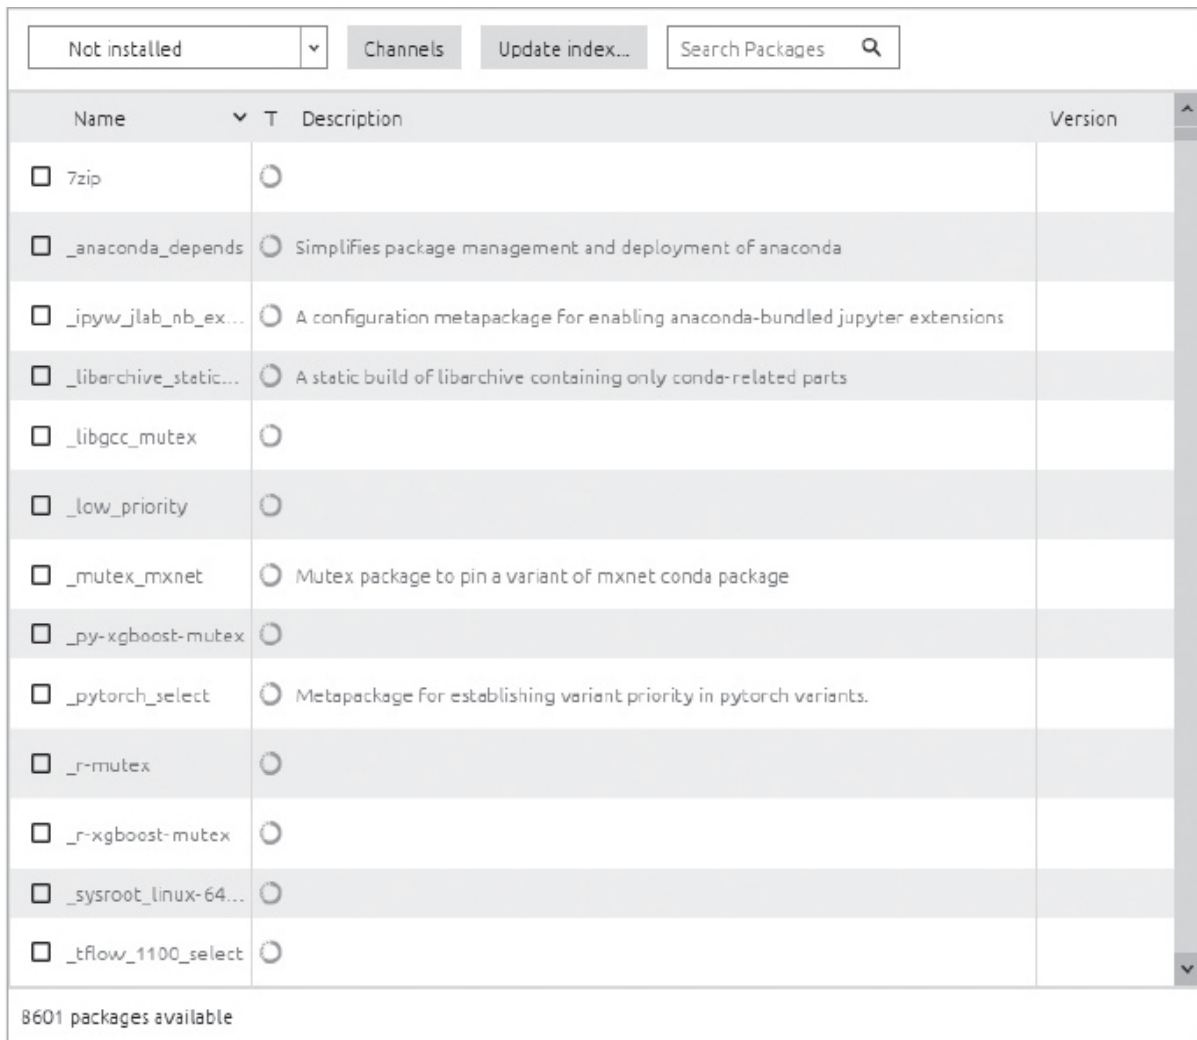 Not installed Channels Update index... Search Packages
Name T Description Version
7zip
_anaconda_depends Simplifies package management and deployment of anaconda
_ipyw_jlab_nb_ex... A configuration metapackage for enabling anaconda-bundled jupyter extensions
_libarchive_static... A static build of libarchive containing only conda-related parts
_libgcc_mutex
_low_priority
_mutex_mxnet Mutex package to pin a variant of mxnet conda package
_py-xgboost-mutex
_pytorch_select Metapackage for establishing variant priority in pytorch variants.
_r-mutex
_r-xgboost-mutex
_sysroot_linux-64...
_tflow_1100_select
8601 packages available